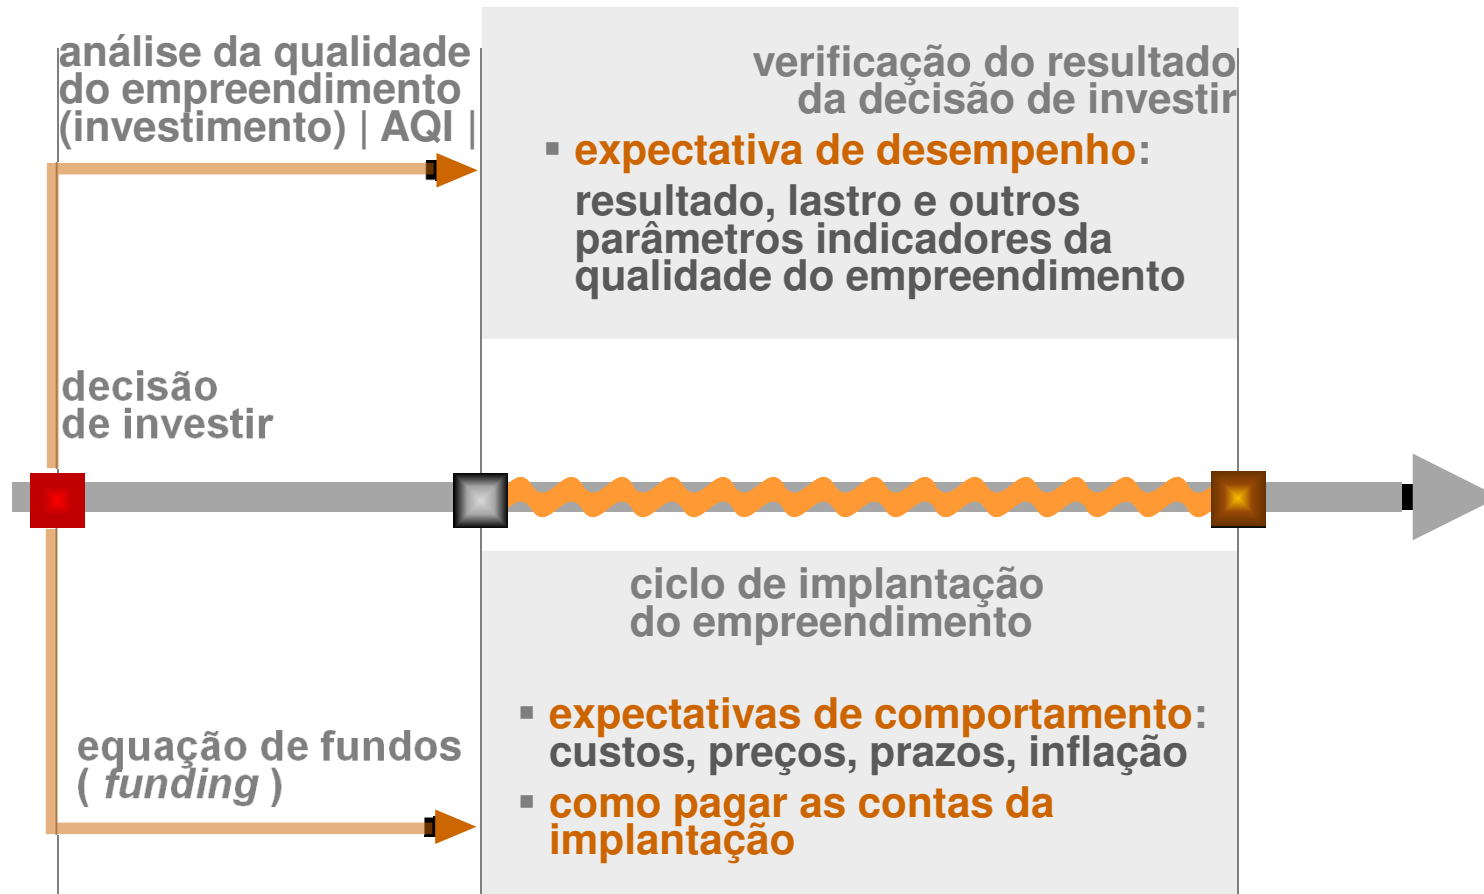 análise da qualidade
do empreendimento
(investimento) | AQI |
verificação do resultado
da decisão de investir
▪ expectativa de desempenho:
resultado, lastro e outros
parâmetros indicadores da
qualidade do empreendimento
decisão
de investir
ciclo de implantação
do empreendimento
▪ expectativas de comportamento:
custos, preços, prazos, inflação
▪ como pagar as contas da
implantação
equação de fundos
( funding )